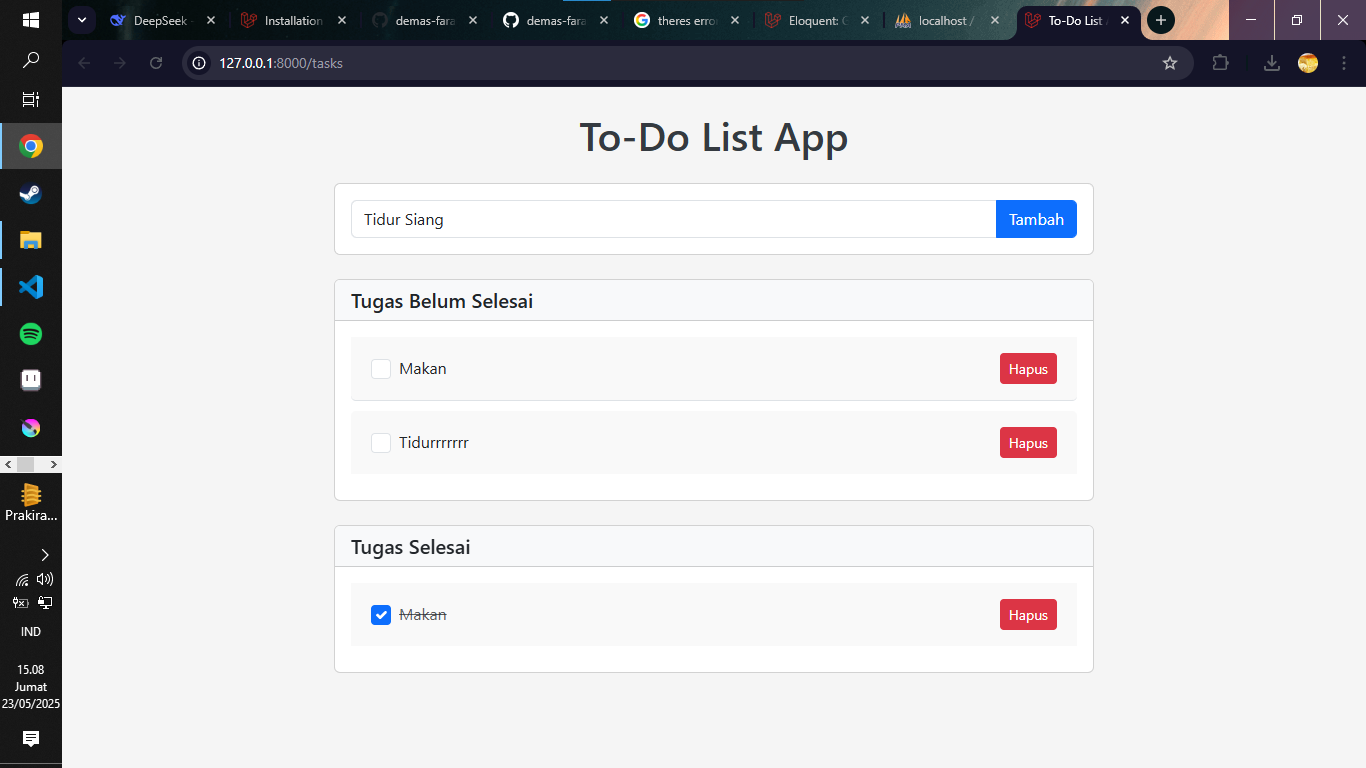 DeepSeek -
Installation
demas-fara
demas-fara
theres erro
Eloquent: G
localhost /
To-Do List A
127.0.0.1:8000/tasks
To-Do List App
Tidur Siang
Tambah
Tugas Belum Selesai
Makan
Hapus
Tidurrrrrrr
Hapus
Tugas Selesai
Makan
Hapus
Prakira...
IND
15.08
Jumat
23/05/2025